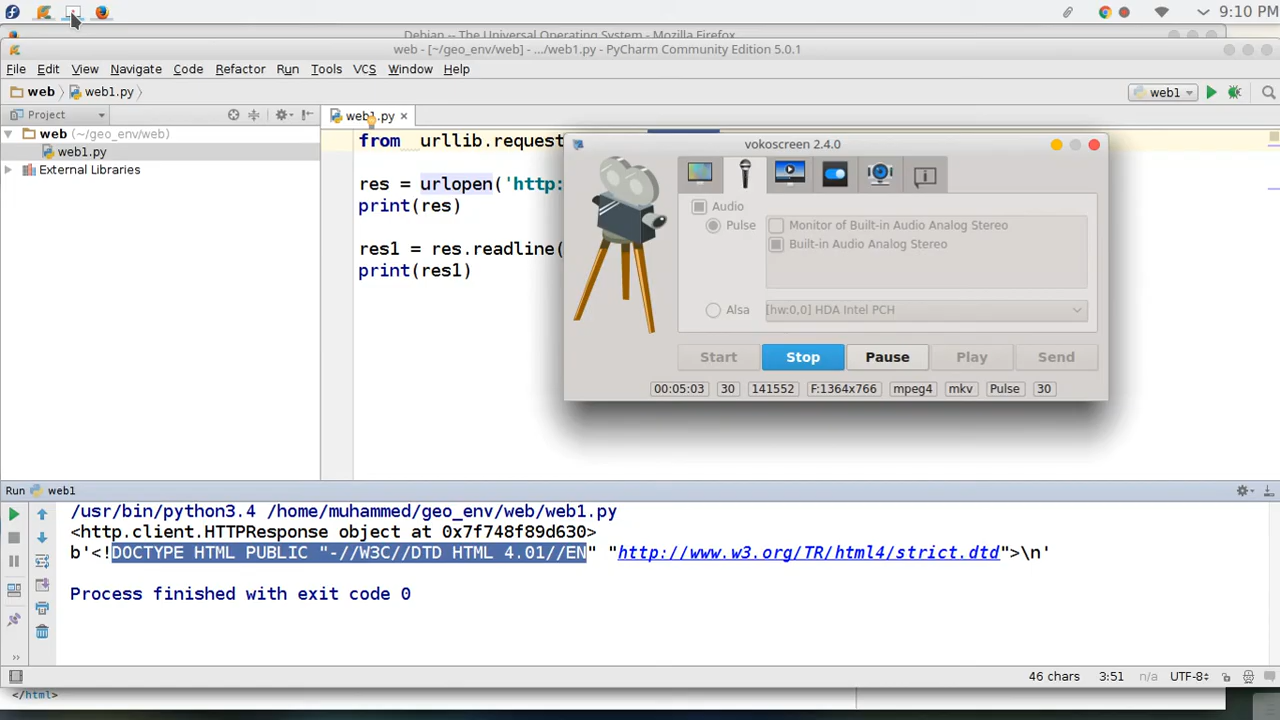 9:10 PM
Debian -- The Universal Operating System - Mozilla Firefox
web - [~/geo_env/web] - .../web1.py - PyCharm Community Edition 5.0.1
File Edit View Navigate Code Refactor Run Tools VCS Window Help
web web1.py web1
Project web1.py
web (~/geo_env/web)
web1.py
External Libraries
from urllib.request
res = urlopen('http:
print(res)
res1 = res.readline(
print(res1)
vokoscreen 2.4.0
Audio
Pulse Monitor of Built-in Audio Analog Stereo
Built-in Audio Analog Stereo
Alsa [hw:0,0] HDA Intel PCH
Start Stop Pause Play Send
00:05:03 30 141552 F:1364x766 mpeg4 mkv Pulse 30
Run web1
/usr/bin/python3.4 /home/muhammed/geo_env/web/web1.py
<http.client.HTTPResponse object at 0x7f748f89d630>
b'<!DOCTYPE HTML PUBLIC "-//W3C//DTD HTML 4.01//EN" "http://www.w3.org/TR/html4/strict.dtd">\n'
Process finished with exit code 0
46 chars 3:51 n/a UTF-8
</html>